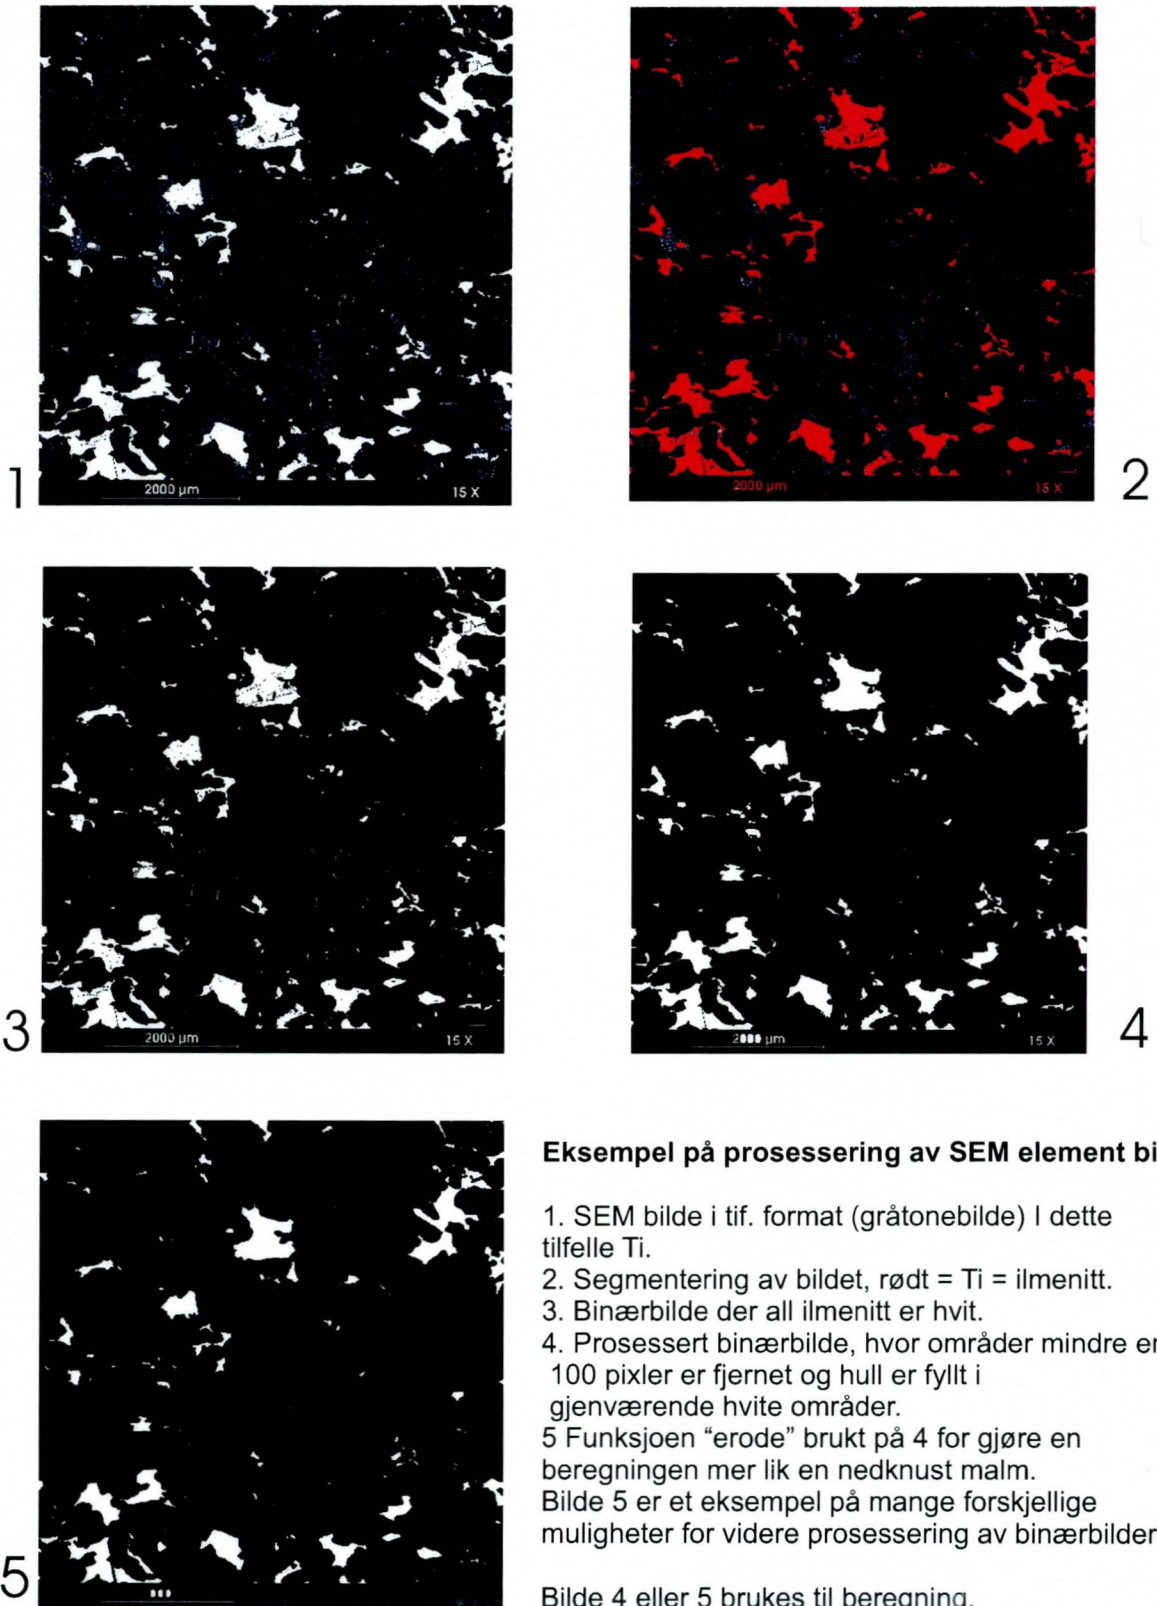 2000 µm 15 X
1
2000 µm 15 X
2
2000 µm 15 X
3
µm 15 X
4
5
Eksempel på prosessering av SEM element bi
1. SEM bilde i tif. format (gråtonebilde) I dette
tilfelle Ti.
2. Segmentering av bildet, rødt = Ti = ilmenitt.
3. Binærbilde der all ilmenitt er hvit.
4. Prosessert binærbilde, hvor områder mindre en
100 pixler er fjernet og hull er fyllt i
gjenværende hvite områder.
5 Funksjoen “erode” brukt på 4 for gjøre en
beregningen mer lik en nedknust malm.
Bilde 5 er et eksempel på mange forskjellige
muligheter for videre prosessering av binærbilder
Bilde 4 eller 5 brukes til beregning.